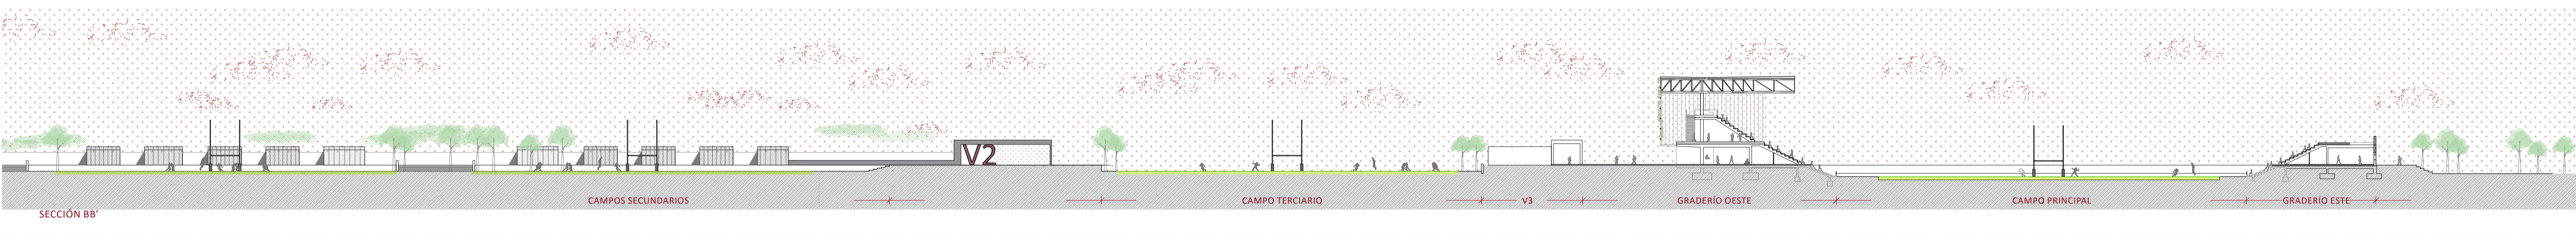 V2
CAMPOS SECUNDARIOS
CAMPO TERCIARIO
V3
GRADERÍO OESTE
CAMPO PRINCIPAL
GRADERÍO ESTE
SECCIÓN BB'